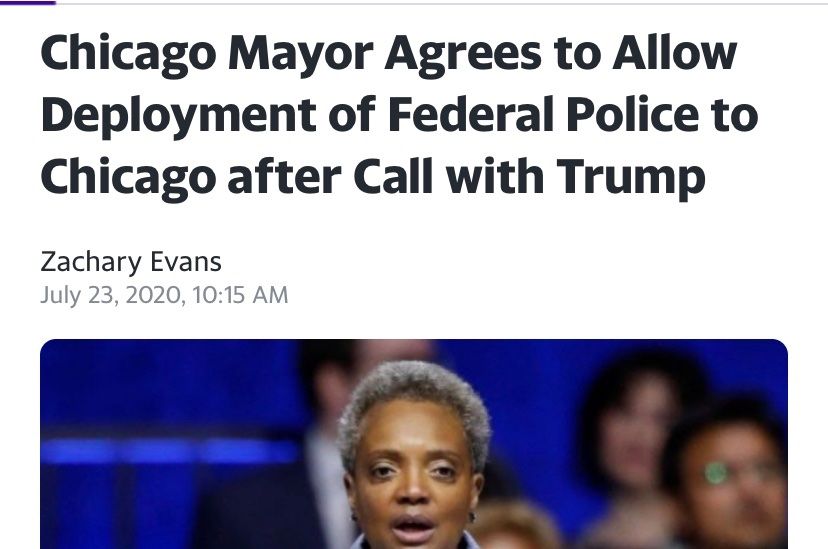 Chicago Mayor Agrees to Allow
Deployment of Federal Police to
Chicago after Call with Trump
Zachary Evans
July 23, 2020, 10:15 AM